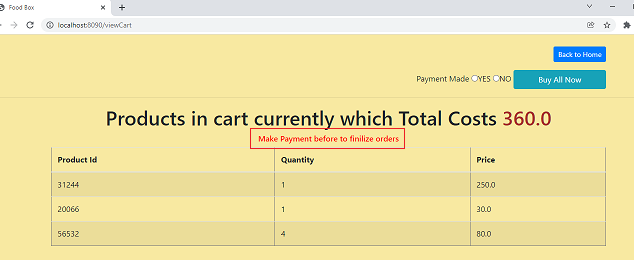 Food Box
localhost:8090/viewCart
Back to Home
Payment Made YES NO Buy All Now
Products in cart currently which Total Costs 360.0
Make Payment before to finilize orders
Product Id Quantity Price
31244 1 250.0
20066 1 30.0
56532 4 80.0